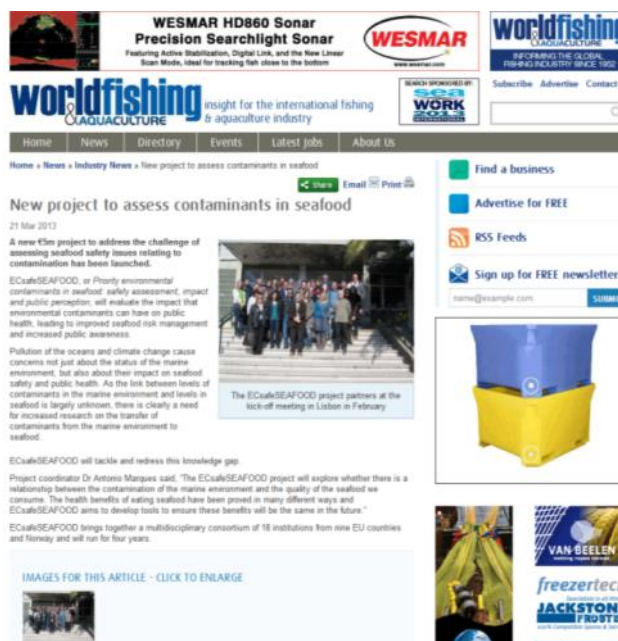 WESMAR HD860 Sonar
Precision Searchlight Sonar
Featuring Active Stabilization, Digital Link, and the New Linear
Scan Mode, ideal for tracking fish close to the bottom
WESMAR
www.wesmar.com
worldfishing
&AQUACULTURE
INFORMING THE GLOBAL
FISHING INDUSTRY SINCE 1952
worldfishing
&AQUACULTURE
insight for the international fishing
& aquaculture industry
SEARCH SPONSORED BY:
sea
WORK
2013
INTERNATIONAL
Subscribe Advertise Contact
Home News Directory Events Latest Jobs About Us
Home » News » Industry News » New project to assess contaminants in seafood
Share Email Print
New project to assess contaminants in seafood
21 Mar 2013
A new €5m project to address the challenge of
assessing seafood safety issues relating to
contamination has been launched.
ECsafeSEAFOOD, or Priority environmental
contaminants in seafood: safety assessment, impact
and public perception, will evaluate the impact that
environmental contaminants can have on public
health, leading to improved seafood risk management
and increased public awareness.
Pollution of the oceans and climate change cause
concerns not just about the status of the marine
environment, but also about their impact on seafood
safety and public health. As the link between levels of
contaminants in the marine environment and levels in
seafood is largely unknown, there is clearly a need
for increased research on the transfer of
contaminants from the marine environment to
seafood.
The ECsafeSEAFOOD project partners at the
kick-off meeting in Lisbon in February
ECsafeSEAFOOD will tackle and redress this knowledge gap.
Project coordinator Dr Antonio Marques said, "The ECsafeSEAFOOD project will explore whether there is a
relationship between the contamination of the marine environment and the quality of the seafood we
consume. The health benefits of eating seafood have been proved in many different ways and
ECsafeSEAFOOD aims to develop tools to ensure these benefits will be the same in the future."
ECsafeSEAFOOD brings together a multidisciplinary consortium of 18 institutions from nine EU countries
and Norway and will run for four years.
IMAGES FOR THIS ARTICLE - CLICK TO ENLARGE
Find a business
Advertise for FREE
RSS Feeds
Sign up for FREE newsletter
name@example.com
SUBM
VAN BEELEN
freezertec
JACKSTON
FROSTE